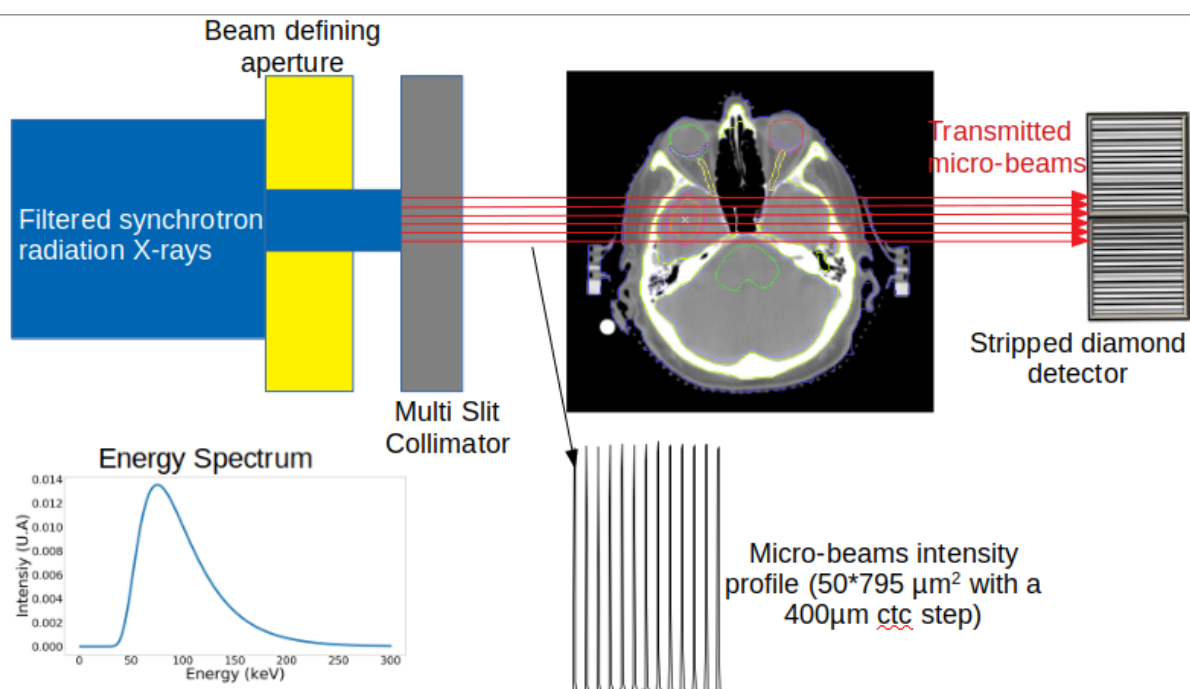 Beam defining
aperture
Filtered synchrotron
radiation X-rays
Multi Slit
Collimator
Transmitted
micro-beams
Stripped diamond
detector
Energy Spectrum
Intensiy (U.A)
0.014
0.012
0.010
0.008
0.006
0.004
0.002
0.000
0 50 100 150 200 250 300
Energy (keV)
Micro-beams intensity
profile (50*795 µm² with a
400µm ctc step)